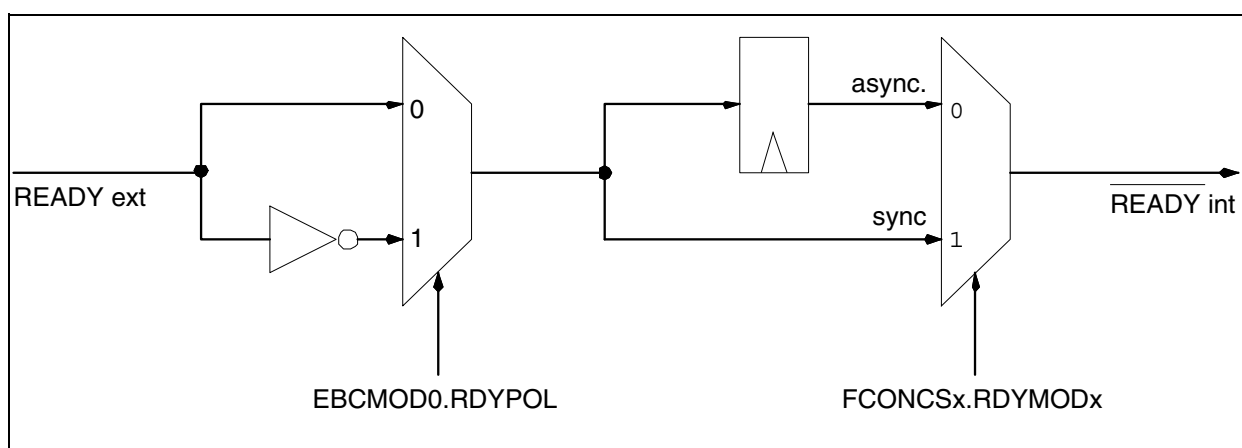 async.
0
0
READY ext
READY int
sync
1
1
EBCMOD0.RDYPOL
FCONCSx.RDYMODx